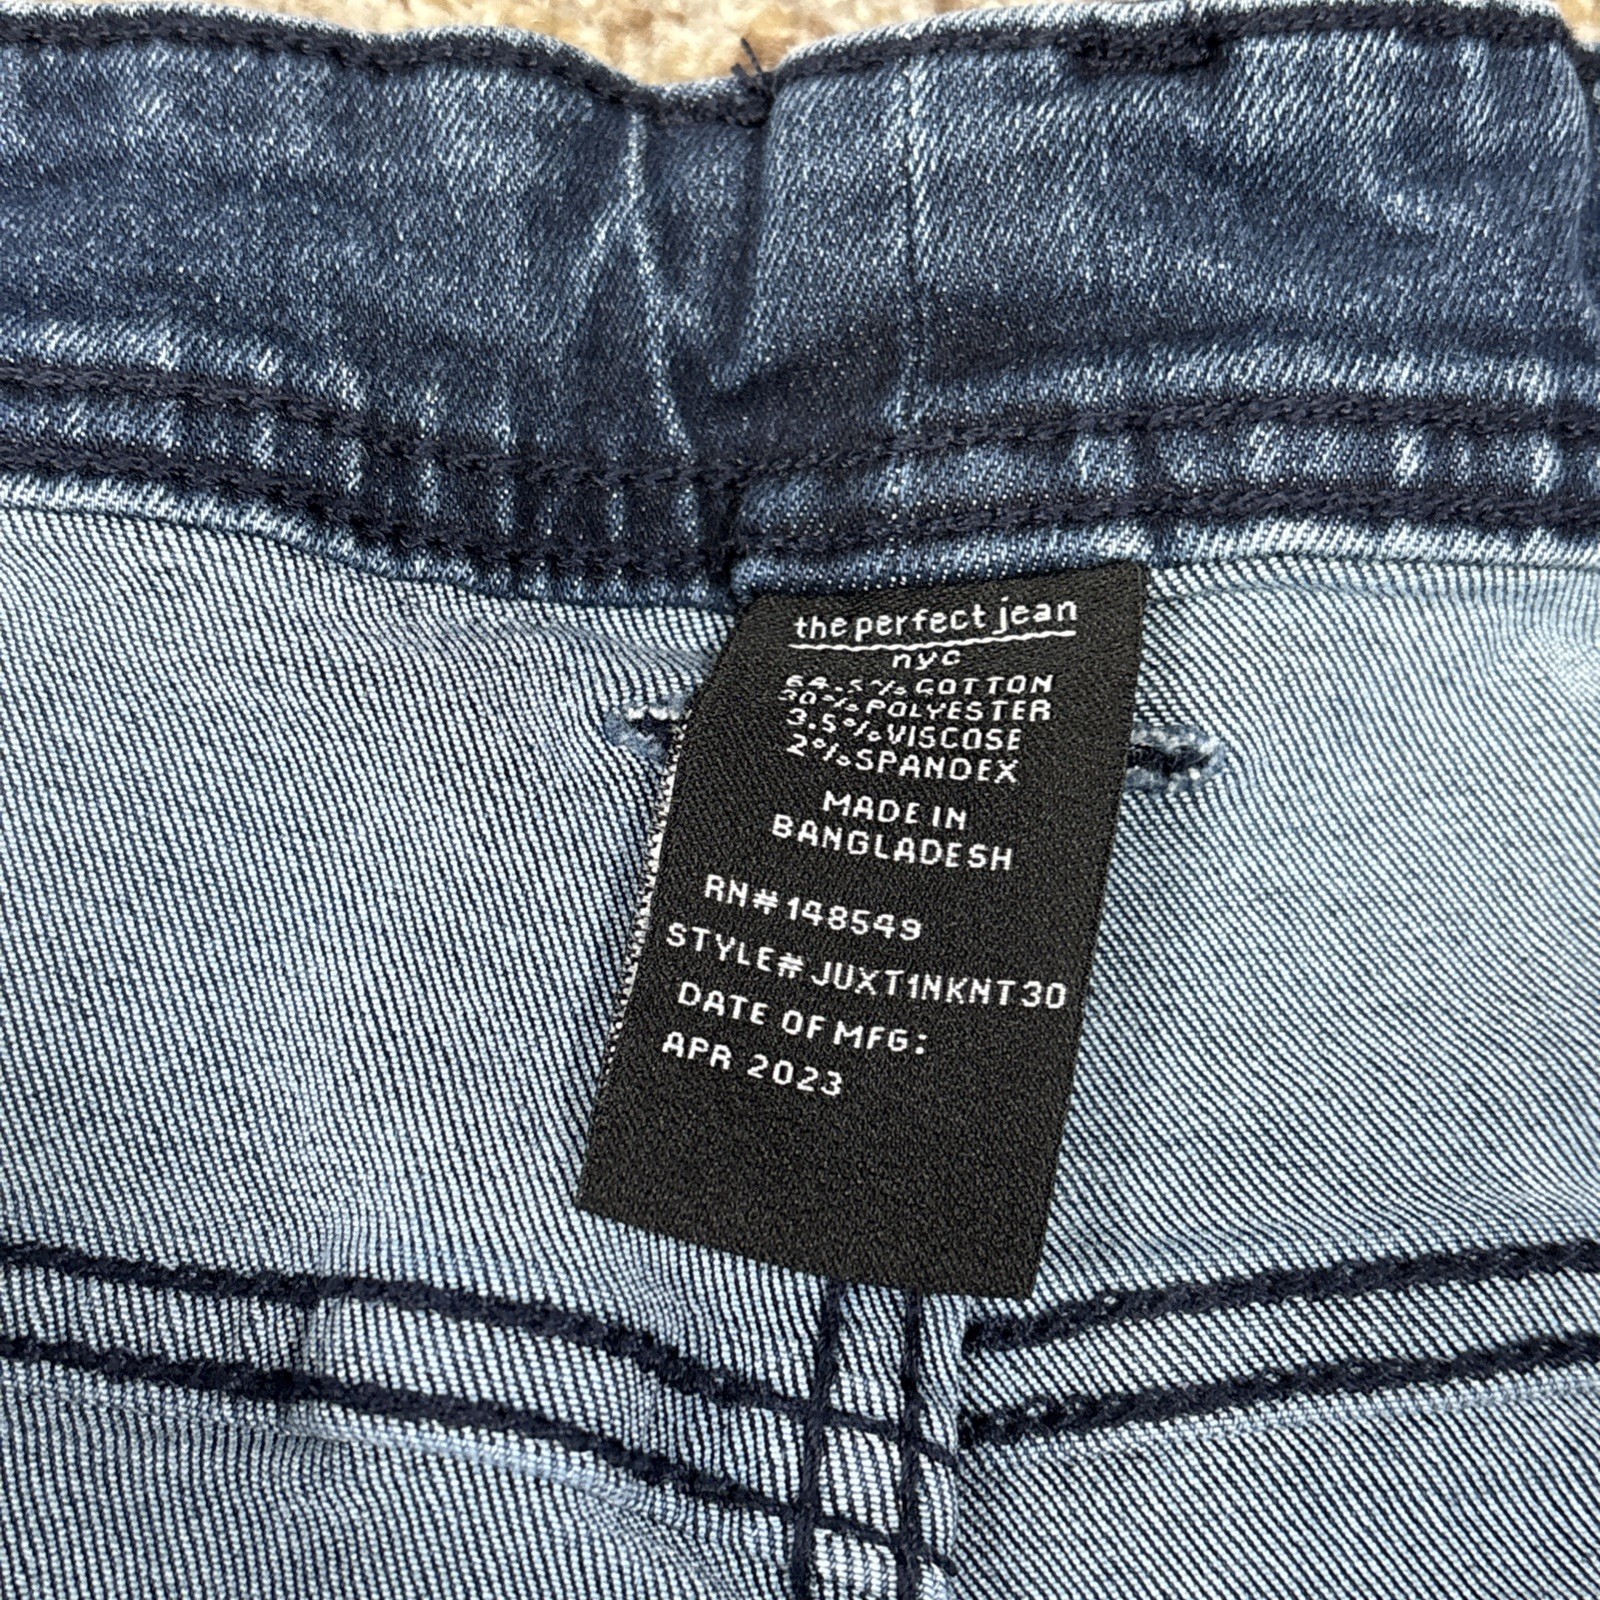 the perfect jean
nyc
64.5% COTTON
30% POLYESTER
3.5% VISCOSE
2% SPANDEX
MADE IN
BANGLADESH
RN# 148549
STYLE# JUXT1NKNT30
DATE OF MFG:
APR 2023